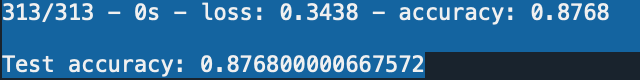 313/313 - 0s - loss: 0.3438 - accuracy: 0.8768
Test accuracy: 0.876800000667572